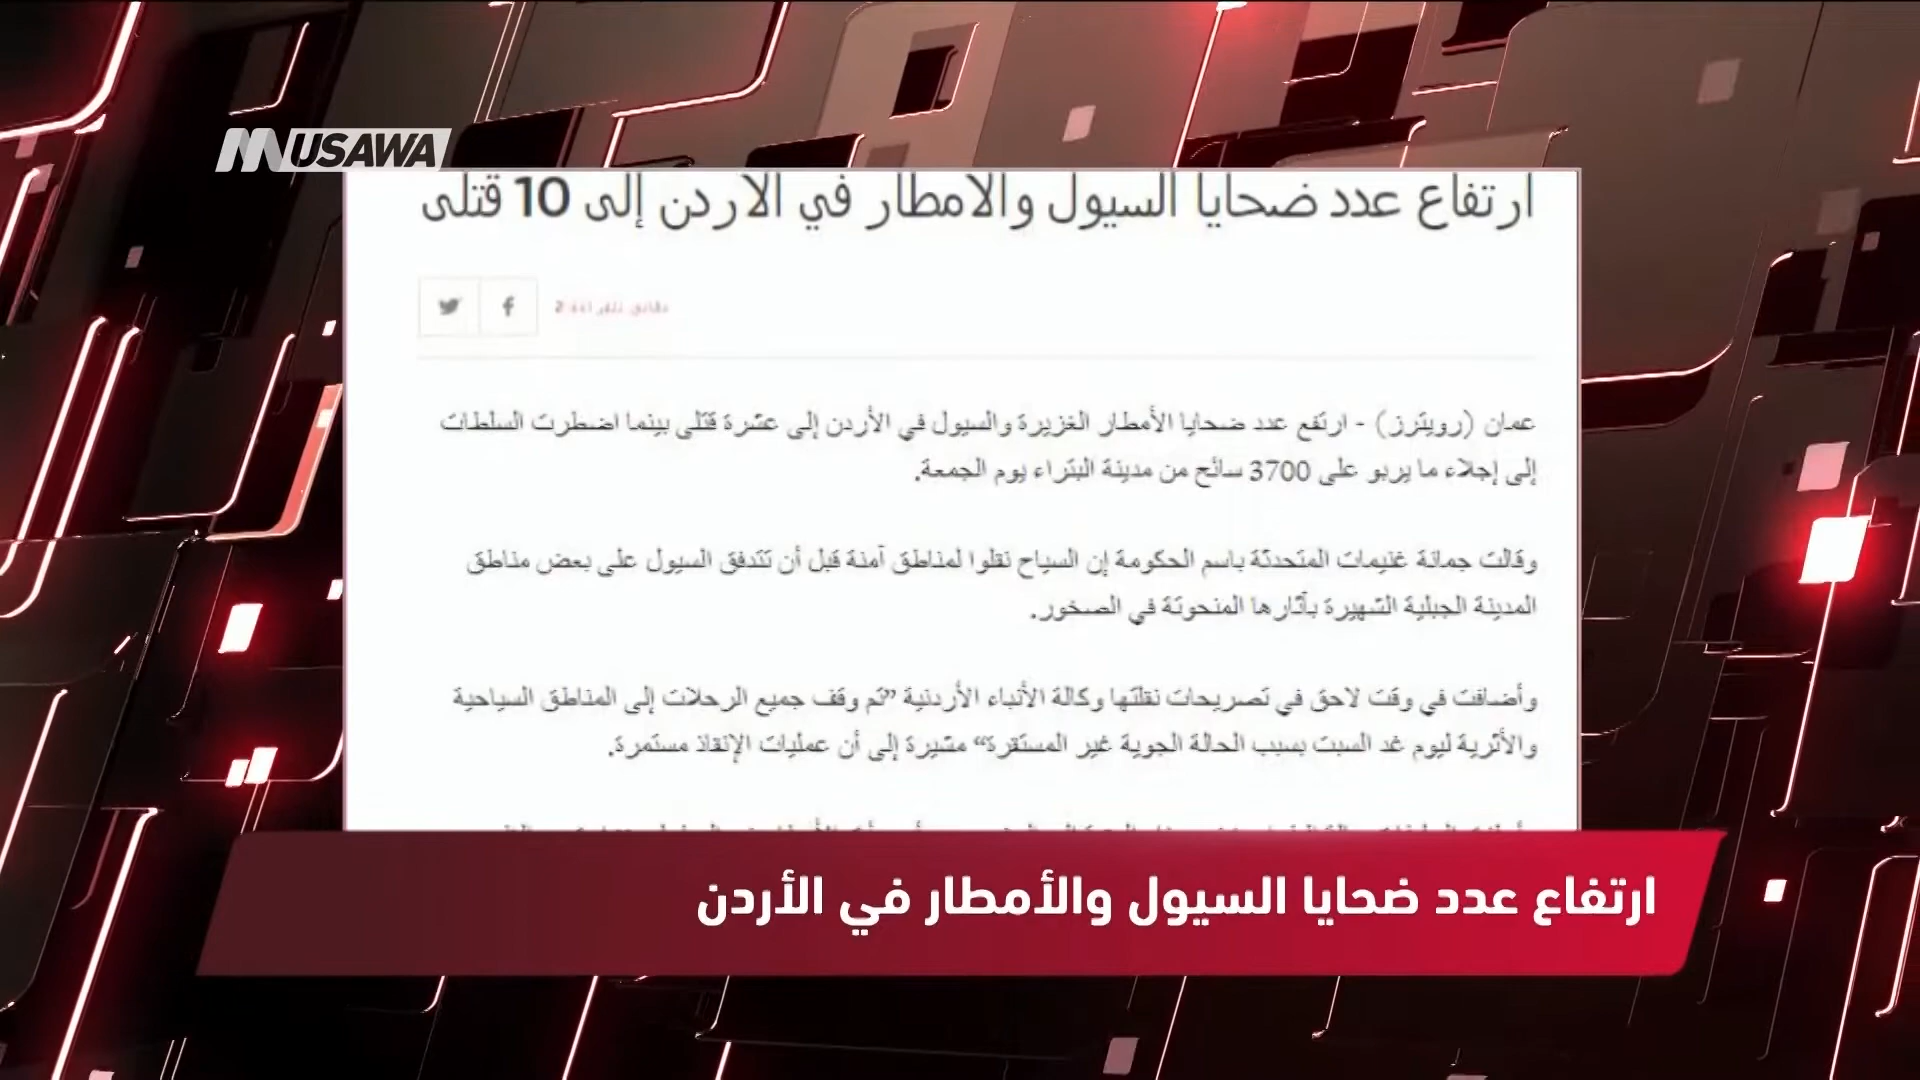 MUSAWA
ارتفاع عدد ضحايا السيول والامطار في الاردن إلى 10 قتلى
عمان (رويترز) - ارتفع عدد ضحايا الأمطار الغزيرة والسيول في الأردن إلى عشرة قتلى بينما اضطرت السلطات
إلى إجلاء ما يربو على 3700 سائح من مدينة البتراء يوم الجمعة.
وقالت جمانة غنيمات المتحدثة باسم الحكومة إن السياح نقلوا لمناطق آمنة قبل أن تتدفق السيول على بعض مناطق
المدينة الجبلية الشهيرة بآثارها المنحوتة في الصخور.
وأضافت في وقت لاحق في تصريحات نقلتها وكالة الأنباء الأردنية ”تم وقف جميع الرحلات إلى المناطق السياحية
والأثرية ليوم غد السبت بسبب الحالة الجوية غير المستقرة“ مشيرة إلى أن عمليات الإنقاذ مستمرة.
ارتفاع عدد ضحايا السيول والأمطار في الأردن